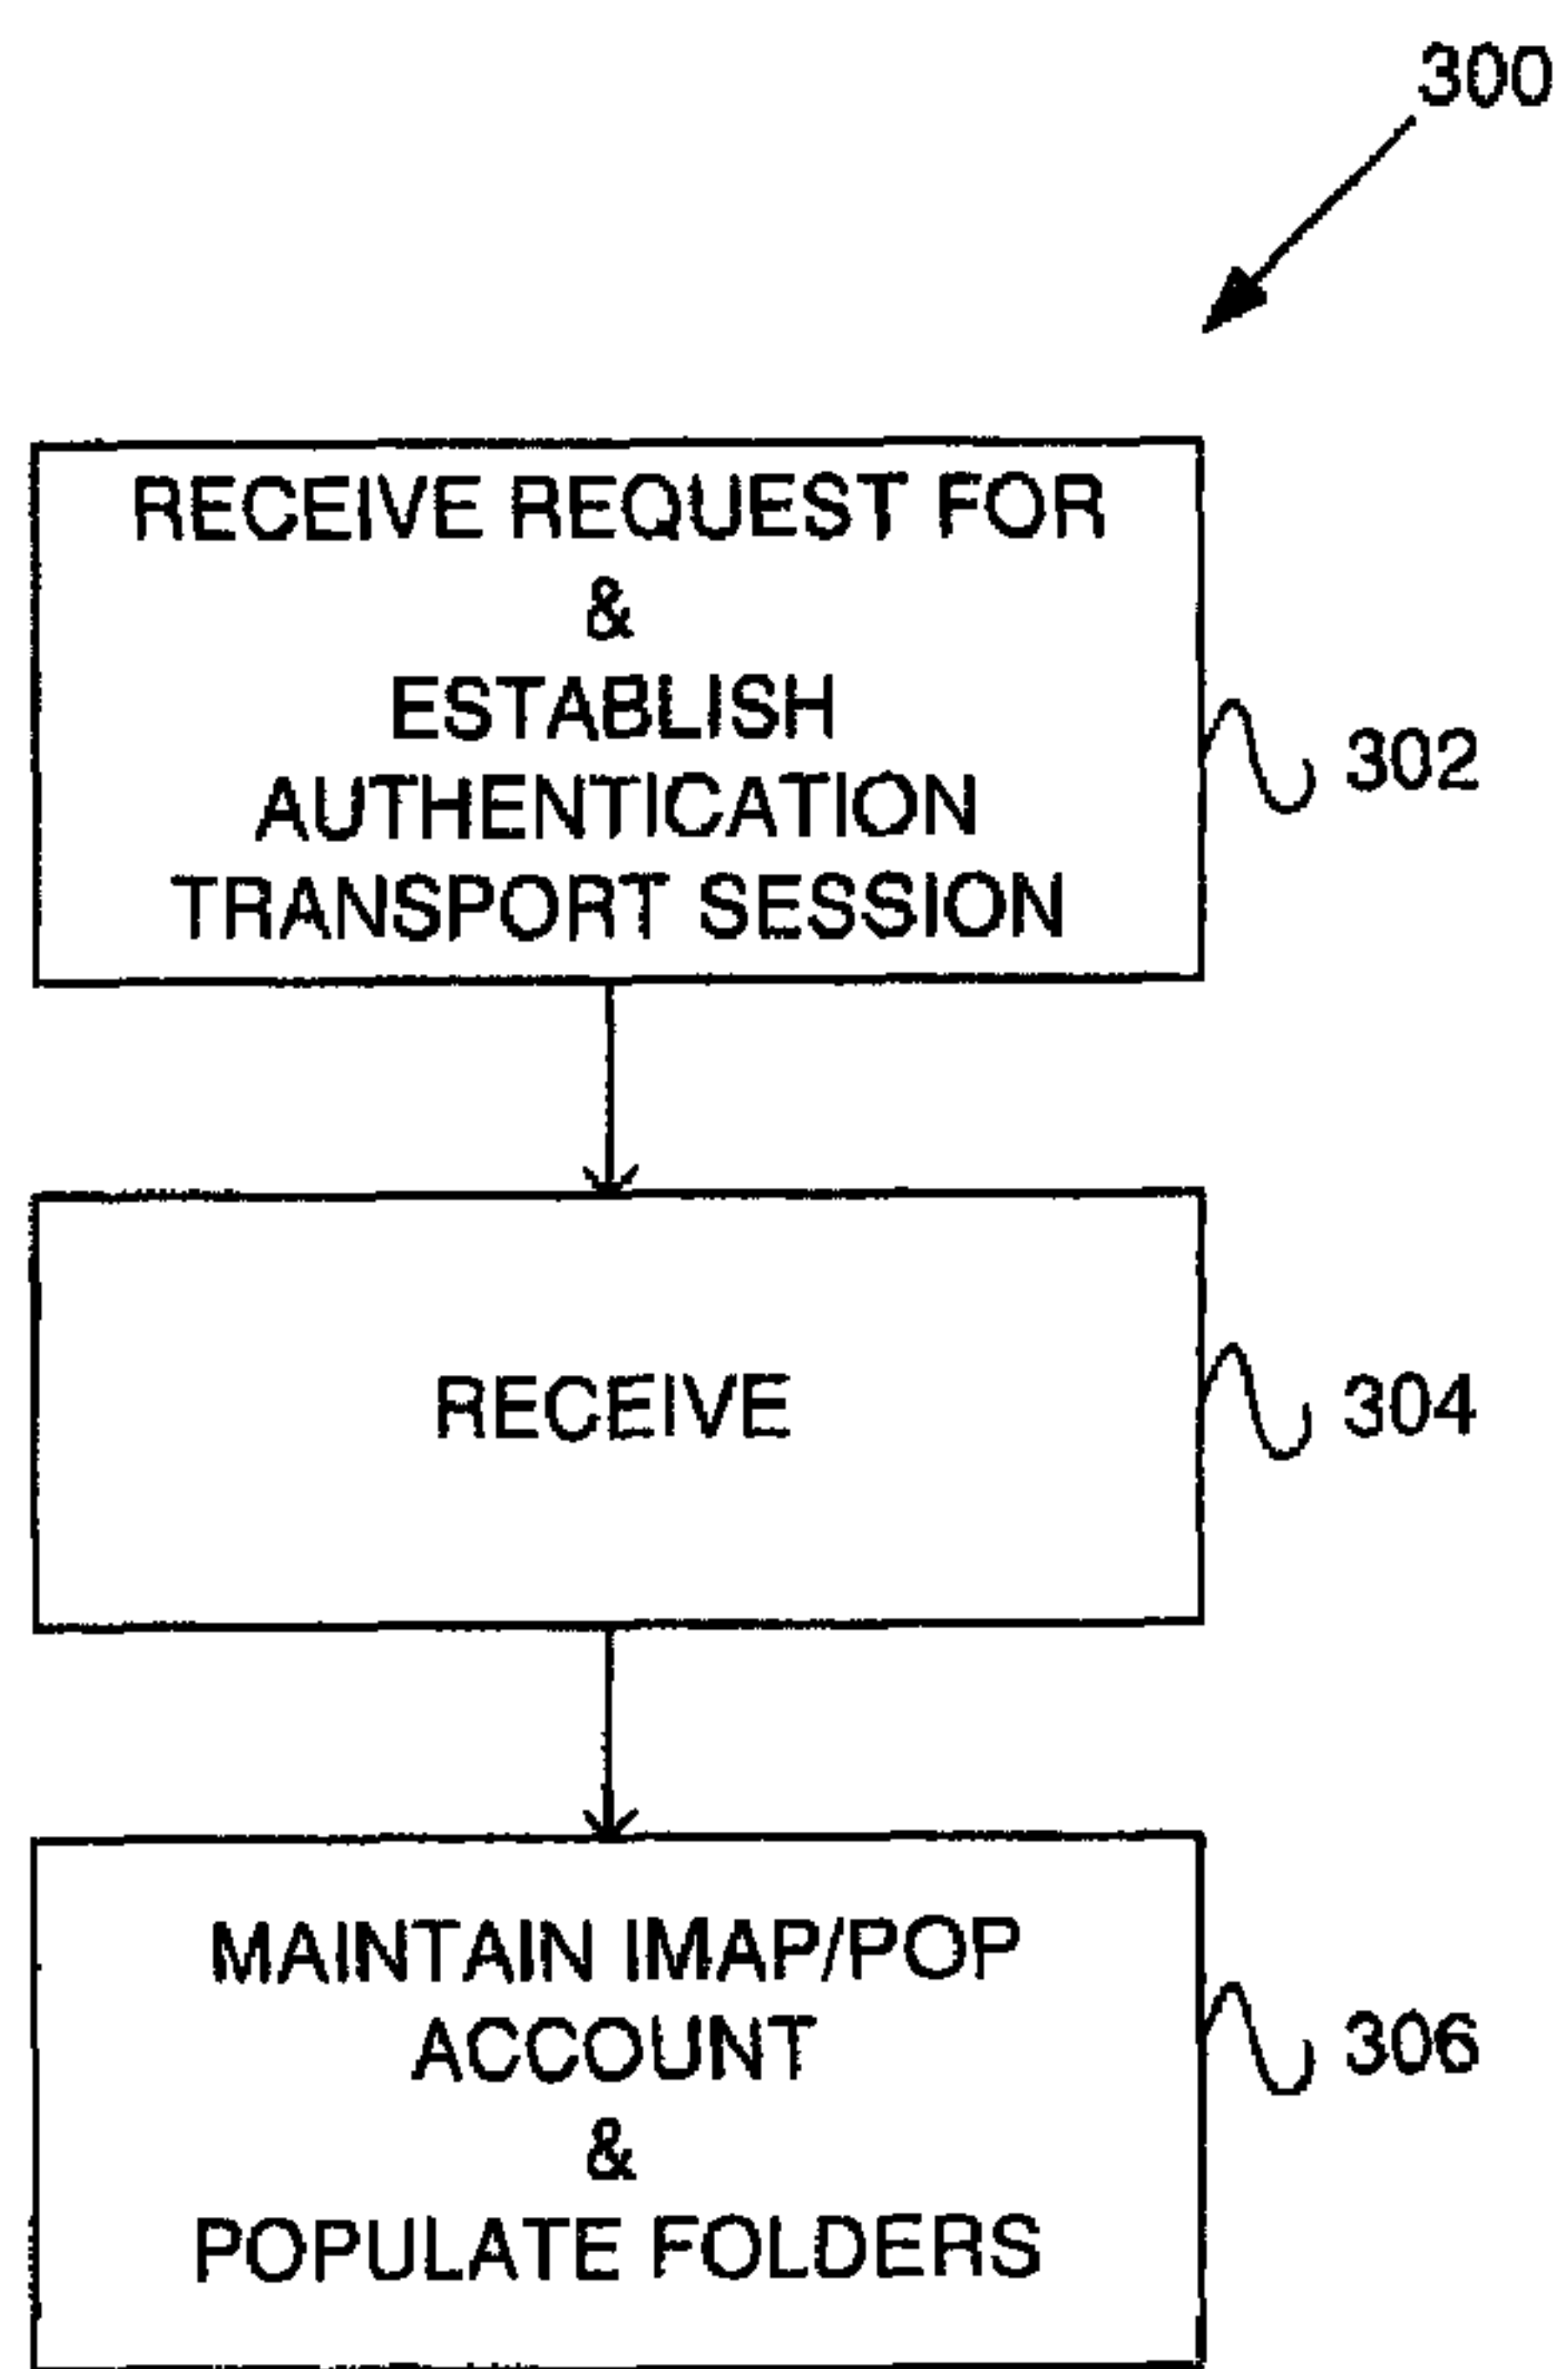 300
RECEIVE REQUEST FOR
&
ESTABLISH
AUTHENTICATION
TRANSPORT SESSION
302
RECEIVE
304
MAINTAIN IMAP/POP
ACCOUNT
&
POPULATE FOLDERS
306